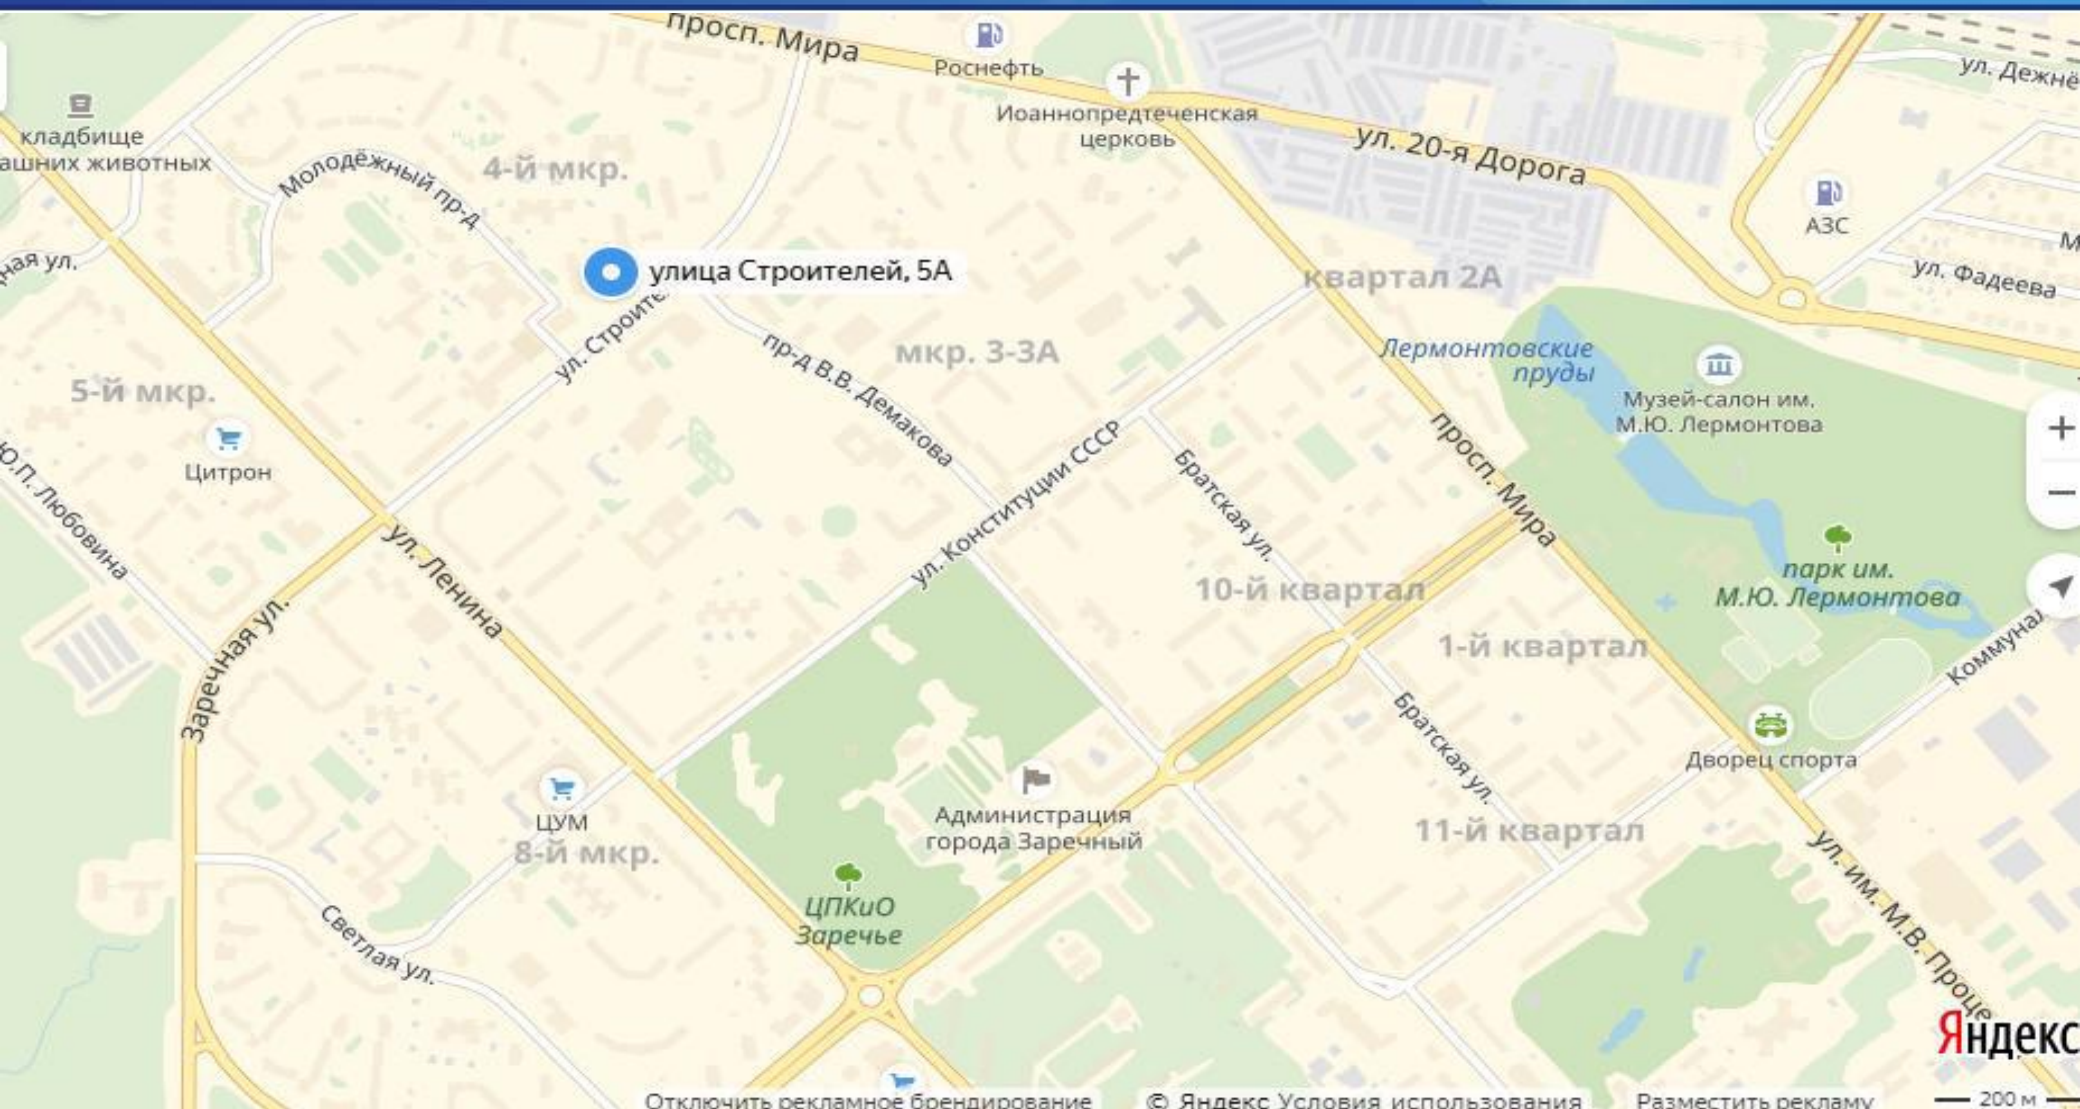 просп. Мира
Роснефть
Иоаннопредтеченская
церковь
ул. 20-я Дорога
ул. Дежнё
кладбище
ашних животных
Молодёжный пр-д
4-й мкр.
АЗС
ная ул.
улица Строителей, 5А
ул. Строите
квартал 2А
ул. Фадеева
М
Лермонтовские
пруды
Музей-салон им.
М.Ю. Лермонтова
мкр. 3-3А
пр-д В.В. Демакова
5-й мкр.
Цитрон
Ю.П. Любовина
ул. Ленина
ул. Конституции СССР
Братская ул.
просп. Мира
парк им.
М.Ю. Лермонтова
10-й квартал
1-й квартал
Заречная ул.
Коммунал
Братская ул.
Дворец спорта
ЦУМ
8-й мкр.
Администрация
города Заречный
11-й квартал
ул. им. М.В. Проце
ЦПКиО
Заречье
Светлая ул.
Яндекс
Отключить рекламное брендирование
© Яндекс Условия использования
Разместить рекламу
200 м